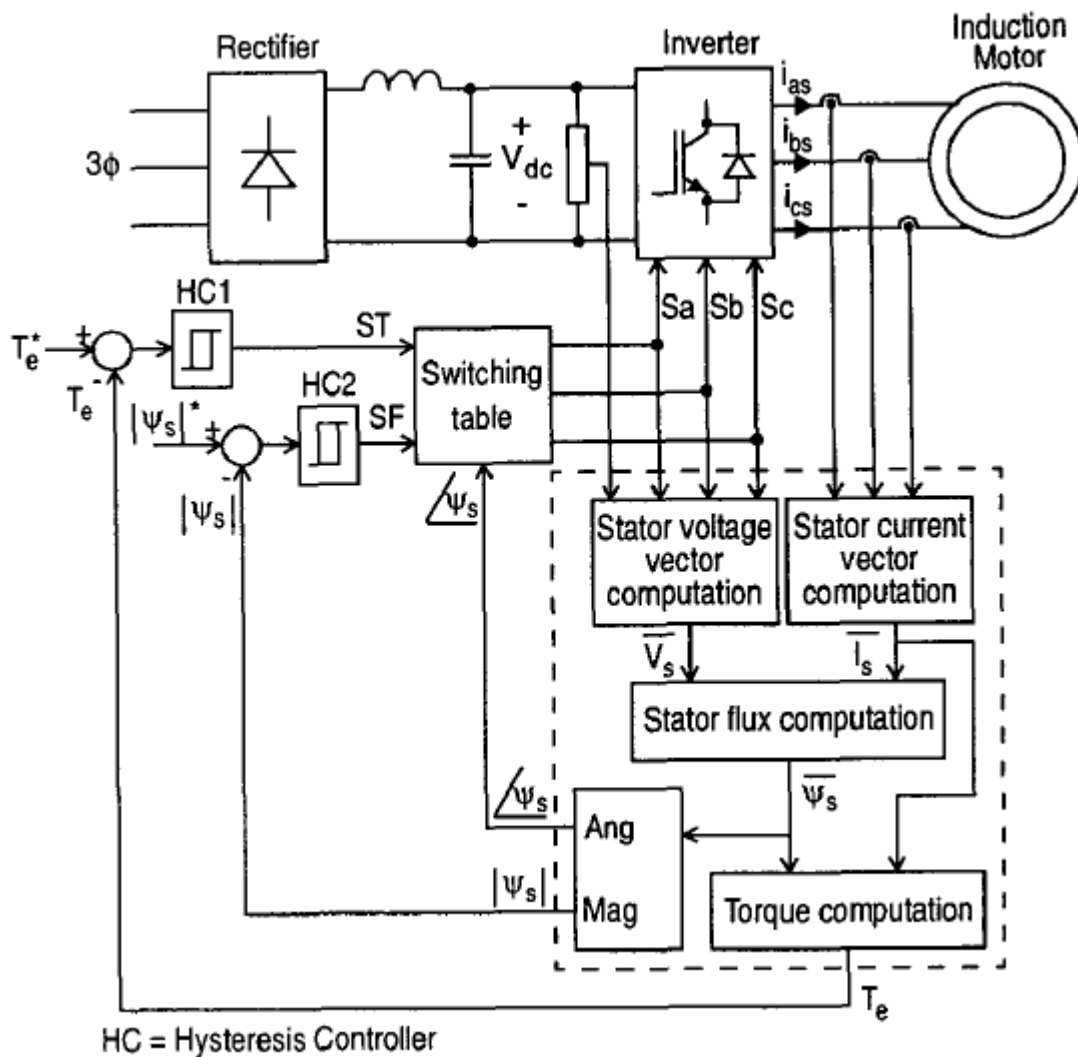 Rectifier
Inverter
Induction
Motor
3ϕ
+
V_dc
-
i_as
i_bs
i_cs
HC1
ST
T_e*
+
-
T_e
Sa
Sb
Sc
Switching
table
HC2
SF
|ψ_s|*
+
-
|ψ_s|
∠ψ_s
Stator voltage
vector
computation
Stator current
vector
computation
V̅_s
I̅_s
Stator flux computation
ψ̅_s
∠ψ_s
Ang
|ψ_s|
Mag
Torque computation
T_e
HC = Hysteresis Controller